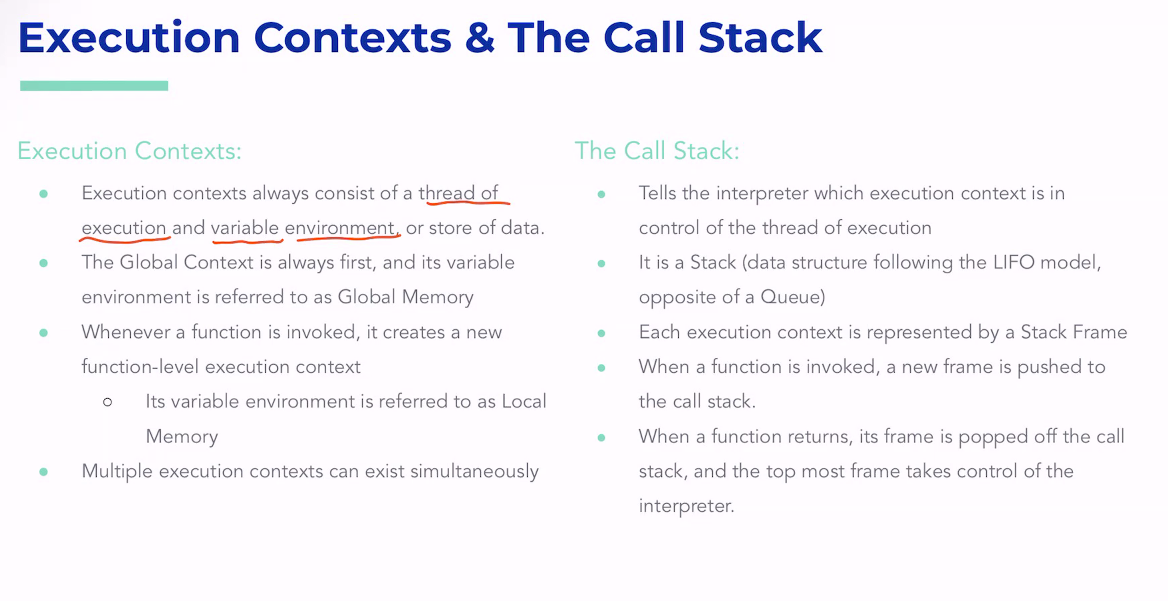 Execution Contexts & The Call Stack
Execution Contexts:
● Execution contexts always consist of a thread of
execution and variable environment, or store of data.
● The Global Context is always first, and its variable
environment is referred to as Global Memory
● Whenever a function is invoked, it creates a new
function-level execution context
○ Its variable environment is referred to as Local
Memory
● Multiple execution contexts can exist simultaneously
The Call Stack:
● Tells the interpreter which execution context is in
control of the thread of execution
● It is a Stack (data structure following the LIFO model,
opposite of a Queue)
● Each execution context is represented by a Stack Frame
● When a function is invoked, a new frame is pushed to
the call stack.
● When a function returns, its frame is popped off the call
stack, and the top most frame takes control of the
interpreter.